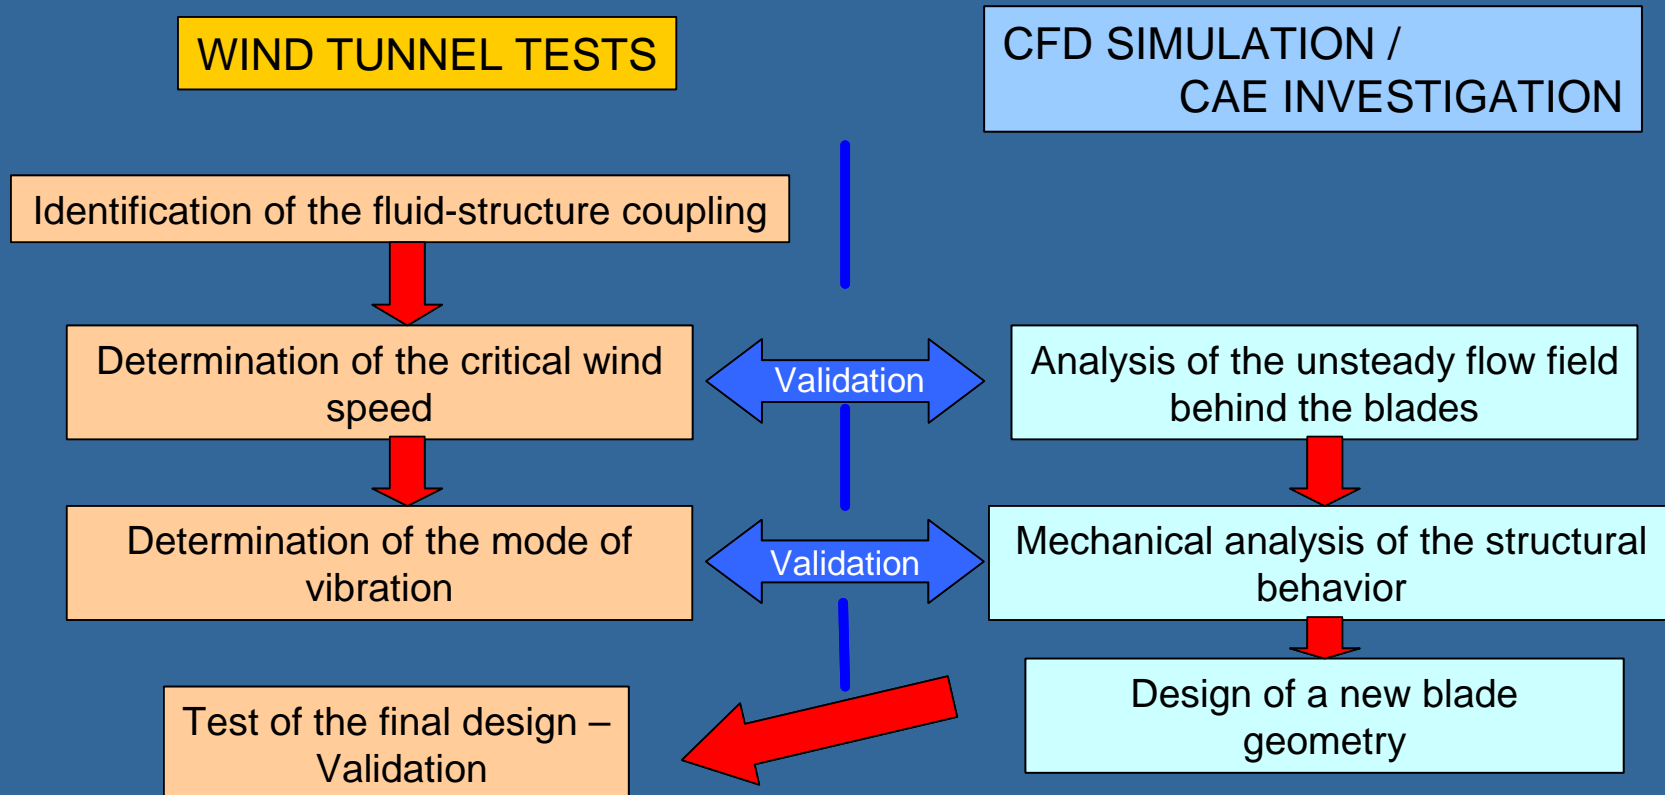 WIND TUNNEL TESTS
CFD SIMULATION /
CAE INVESTIGATION
Identification of the fluid-structure coupling
Determination of the critical wind
speed
Validation
Analysis of the unsteady flow field
behind the blades
Determination of the mode of
vibration
Validation
Mechanical analysis of the structural
behavior
Test of the final design –
Validation
Design of a new blade
geometry